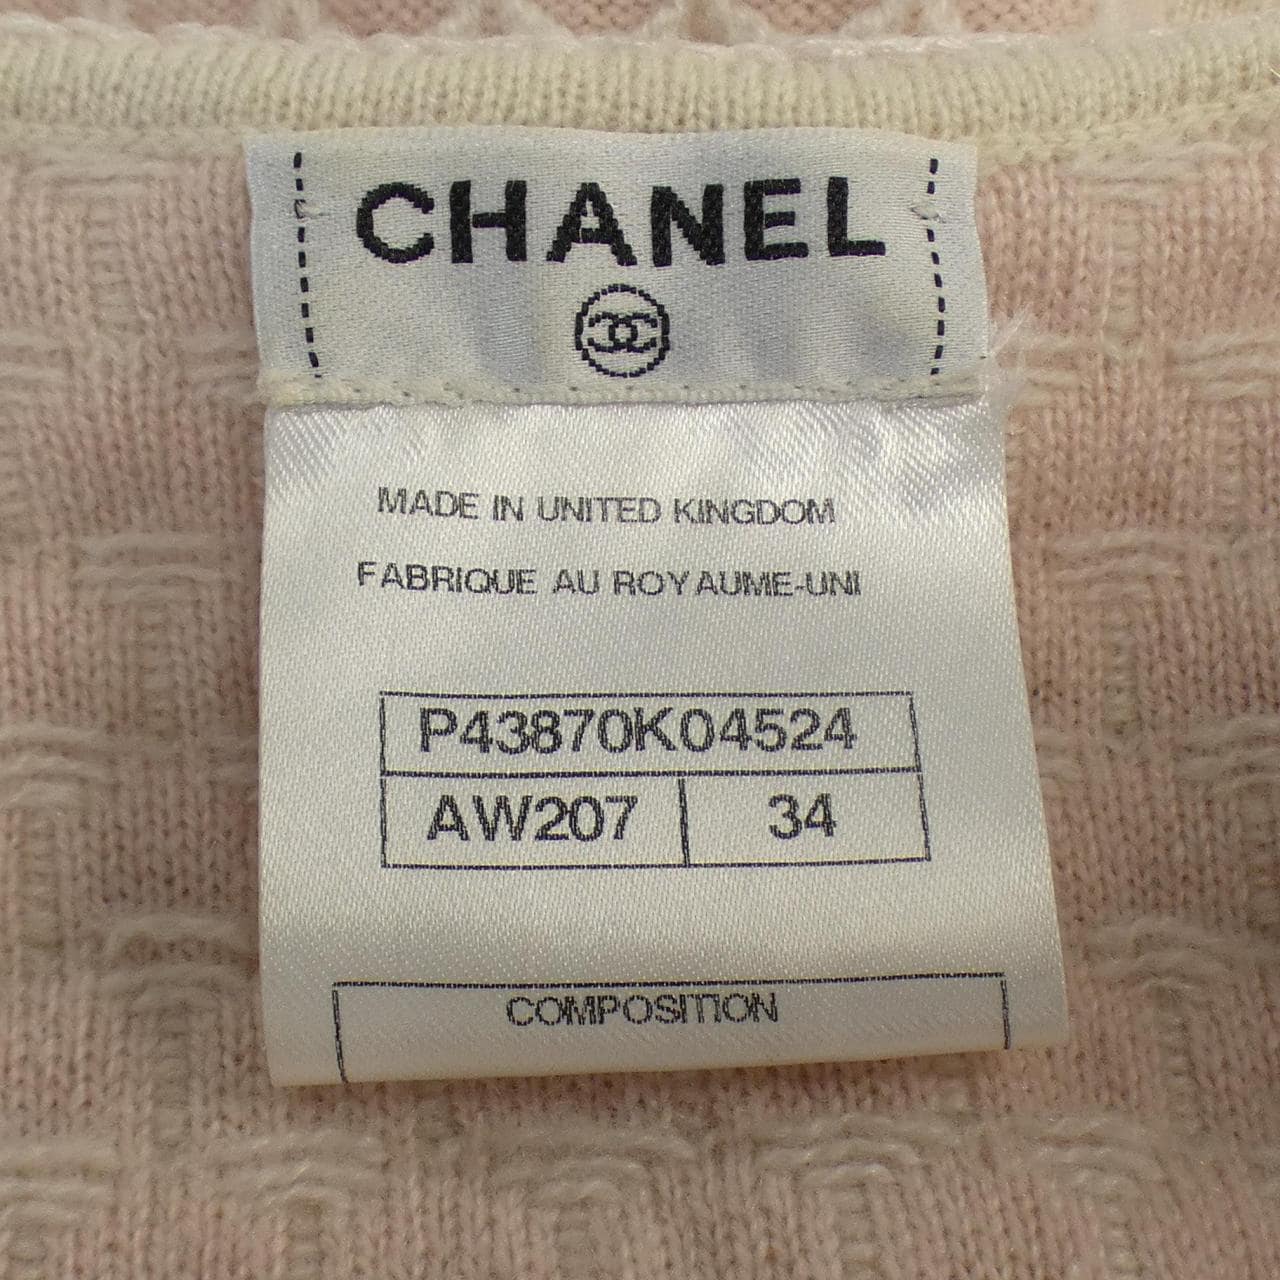 CHANEL
MADE IN UNITED KINGDOM
FABRIQUE AU ROYAUME-UNI
P43870K04524
AW207 34
COMPOSITION